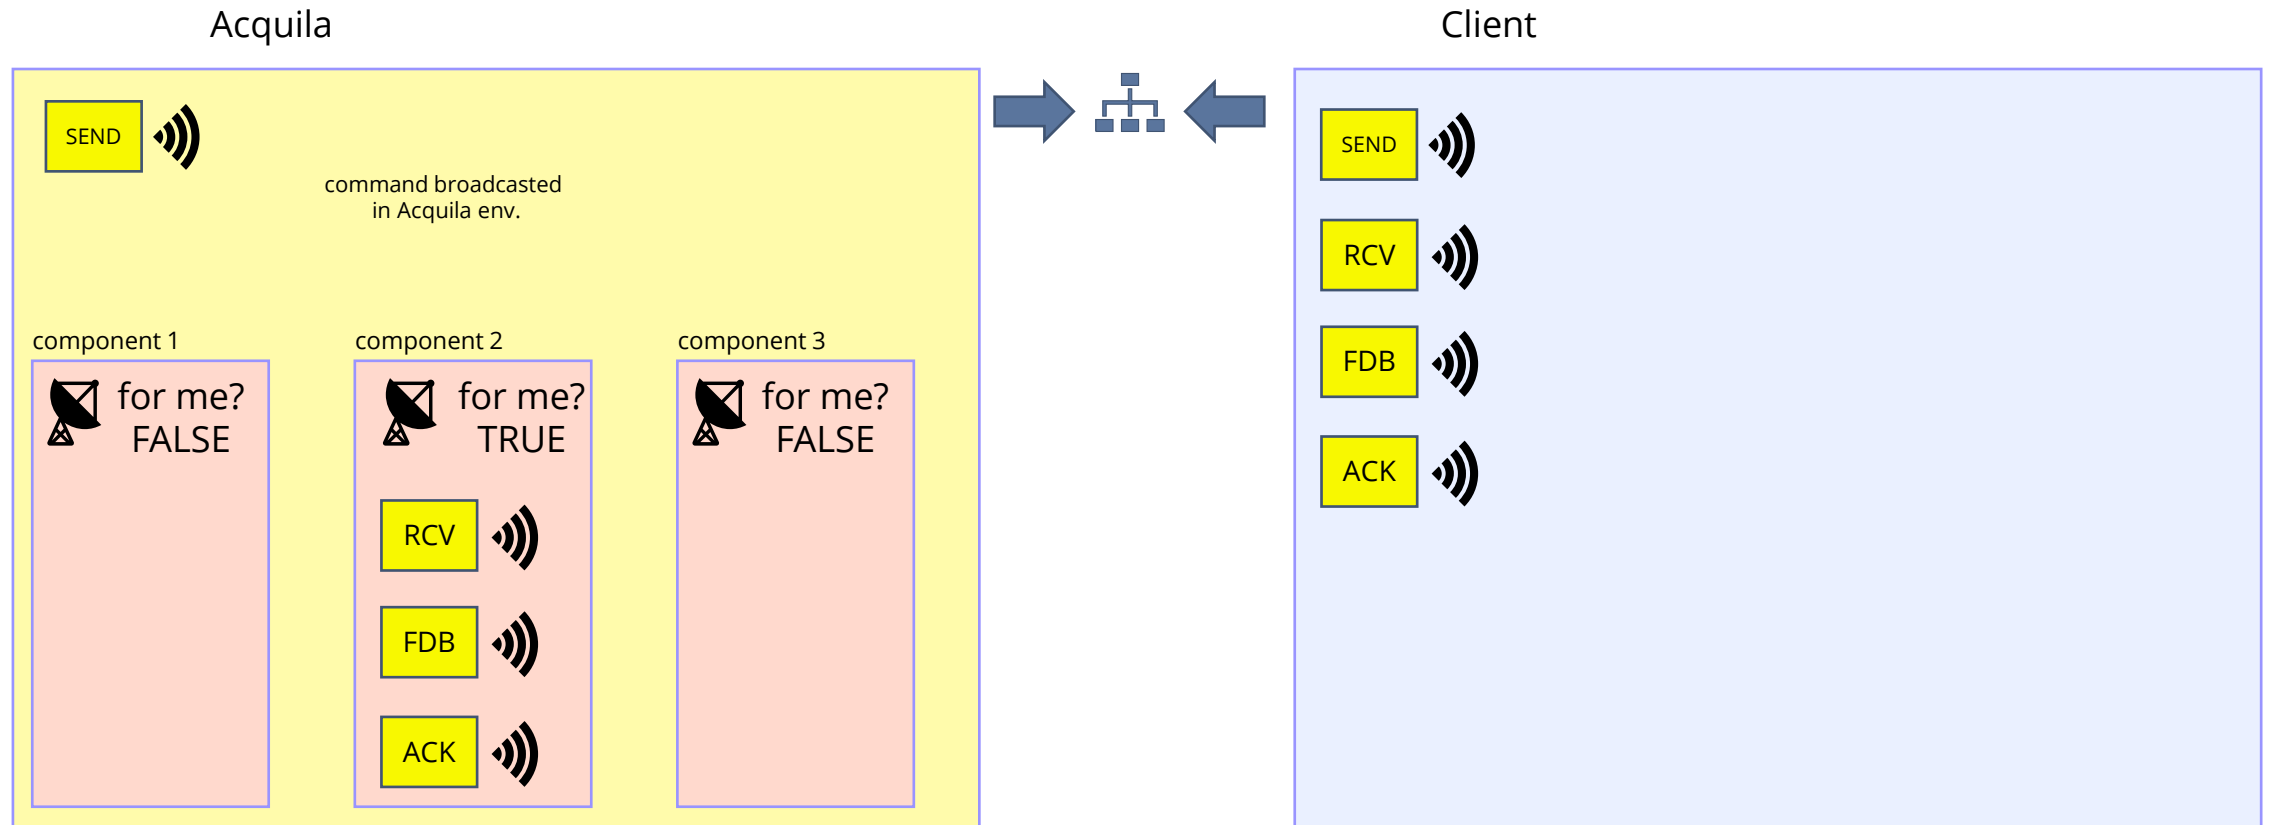 Acquila
Client
SEND
command broadcasted
in Acquila env.
component 1
for me?
FALSE
component 2
for me?
TRUE
RCV
FDB
ACK
component 3
for me?
FALSE
SEND
RCV
FDB
ACK